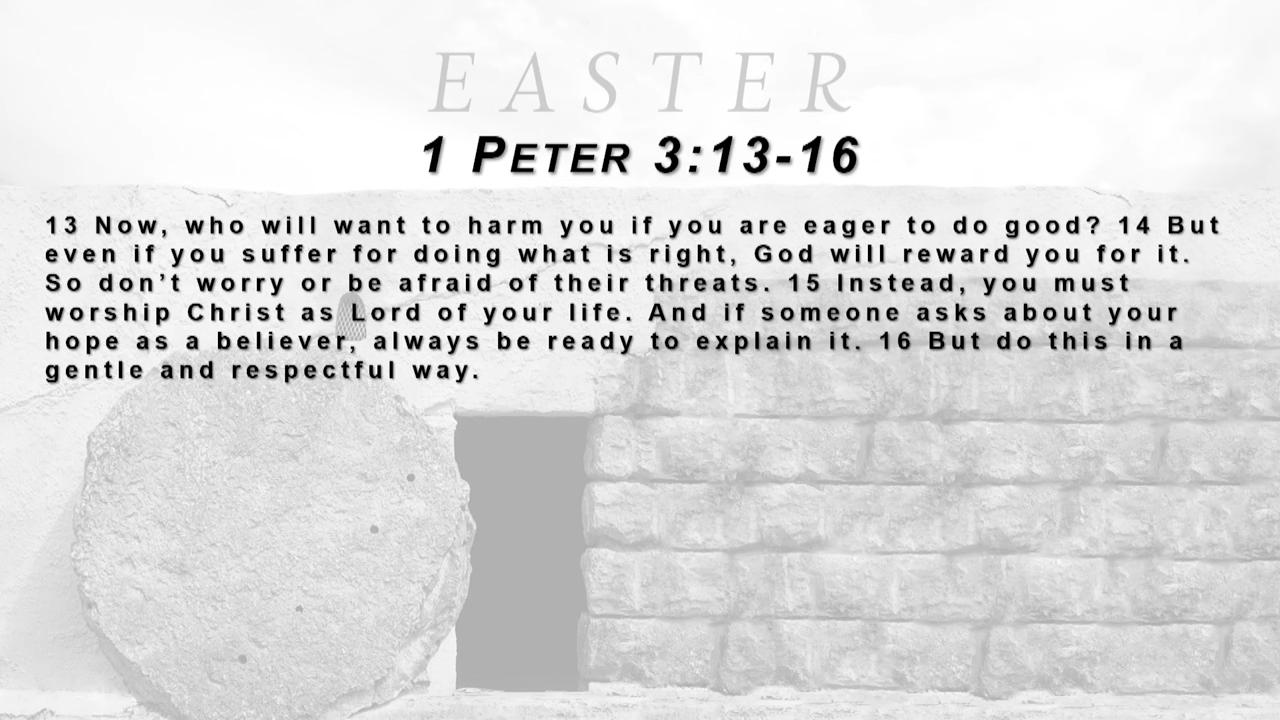 EASTER
1 PETER 3:13-16
13 Now, who will want to harm you if you are eager to do good? 14 But
even if you suffer for doing what is right, God will reward you for it.
So don’t worry or be afraid of their threats. 15 Instead, you must
worship Christ as Lord of your life. And if someone asks about your
hope as a believer, always be ready to explain it. 16 But do this in a
gentle and respectful way.